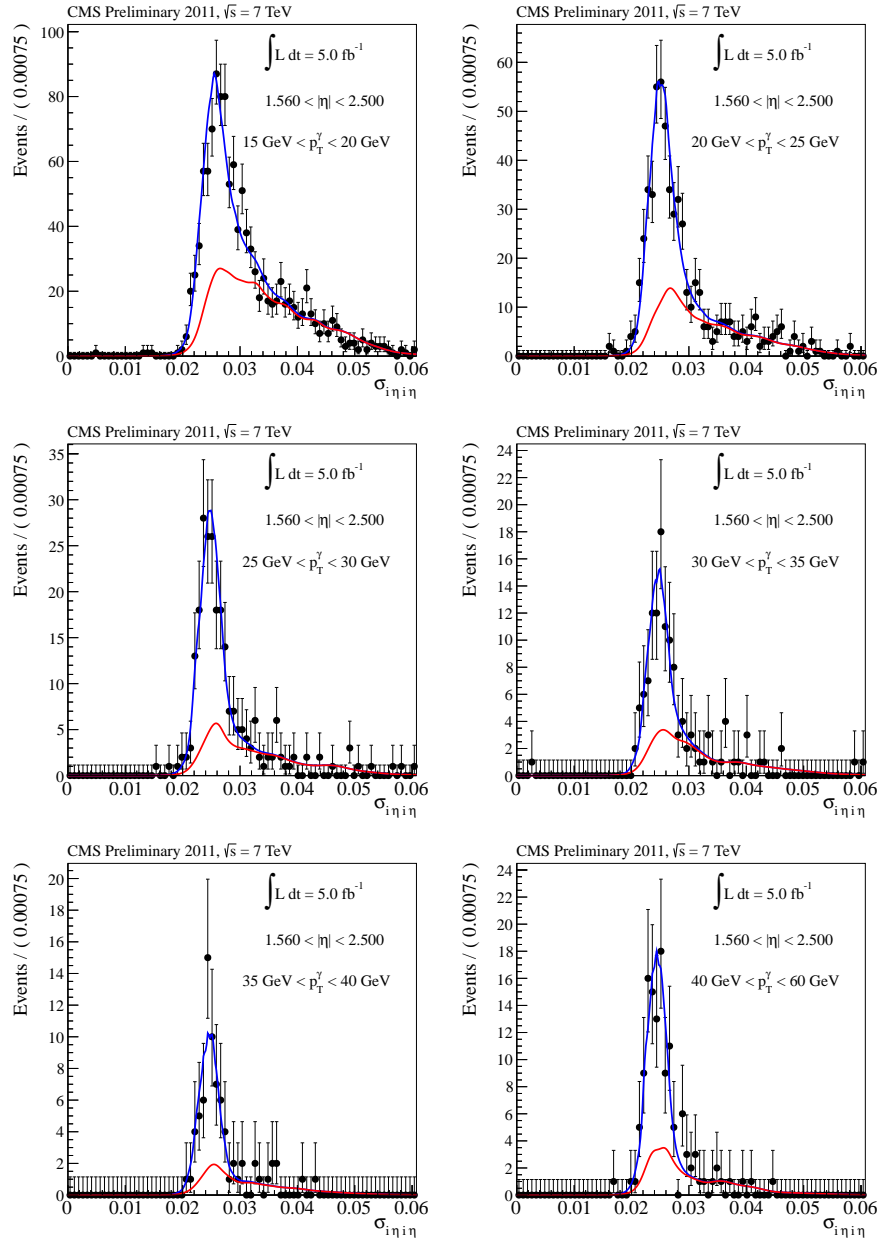 CMS Preliminary 2011, √s = 7 TeV
Events / ( 0.00075 )
∫ L dt = 5.0 fb⁻¹
1.560 < |η| < 2.500
15 GeV < p_T^γ < 20 GeV
0 20 40 60 80 100
0 0.01 0.02 0.03 0.04 0.05 0.06
σ_iηiη
CMS Preliminary 2011, √s = 7 TeV
Events / ( 0.00075 )
∫ L dt = 5.0 fb⁻¹
1.560 < |η| < 2.500
20 GeV < p_T^γ < 25 GeV
0 10 20 30 40 50 60
0 0.01 0.02 0.03 0.04 0.05 0.06
σ_iηiη
CMS Preliminary 2011, √s = 7 TeV
Events / ( 0.00075 )
∫ L dt = 5.0 fb⁻¹
1.560 < |η| < 2.500
25 GeV < p_T^γ < 30 GeV
0 5 10 15 20 25 30 35
0 0.01 0.02 0.03 0.04 0.05 0.06
σ_iηiη
CMS Preliminary 2011, √s = 7 TeV
Events / ( 0.00075 )
∫ L dt = 5.0 fb⁻¹
1.560 < |η| < 2.500
30 GeV < p_T^γ < 35 GeV
0 2 4 6 8 10 12 14 16 18 20 22 24
0 0.01 0.02 0.03 0.04 0.05 0.06
σ_iηiη
CMS Preliminary 2011, √s = 7 TeV
Events / ( 0.00075 )
∫ L dt = 5.0 fb⁻¹
1.560 < |η| < 2.500
35 GeV < p_T^γ < 40 GeV
0 2 4 6 8 10 12 14 16 18 20
0 0.01 0.02 0.03 0.04 0.05 0.06
σ_iηiη
CMS Preliminary 2011, √s = 7 TeV
Events / ( 0.00075 )
∫ L dt = 5.0 fb⁻¹
1.560 < |η| < 2.500
40 GeV < p_T^γ < 60 GeV
0 2 4 6 8 10 12 14 16 18 20 22 24
0 0.01 0.02 0.03 0.04 0.05 0.06
σ_iηiη